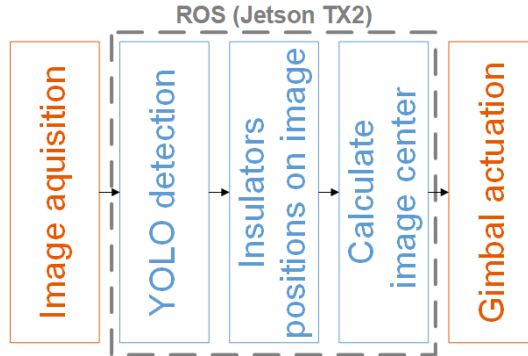 ROS (Jetson TX2)
Image aquisition
YOLO detection
Insulators
positions on image
Calculate
image center
Gimbal actuation